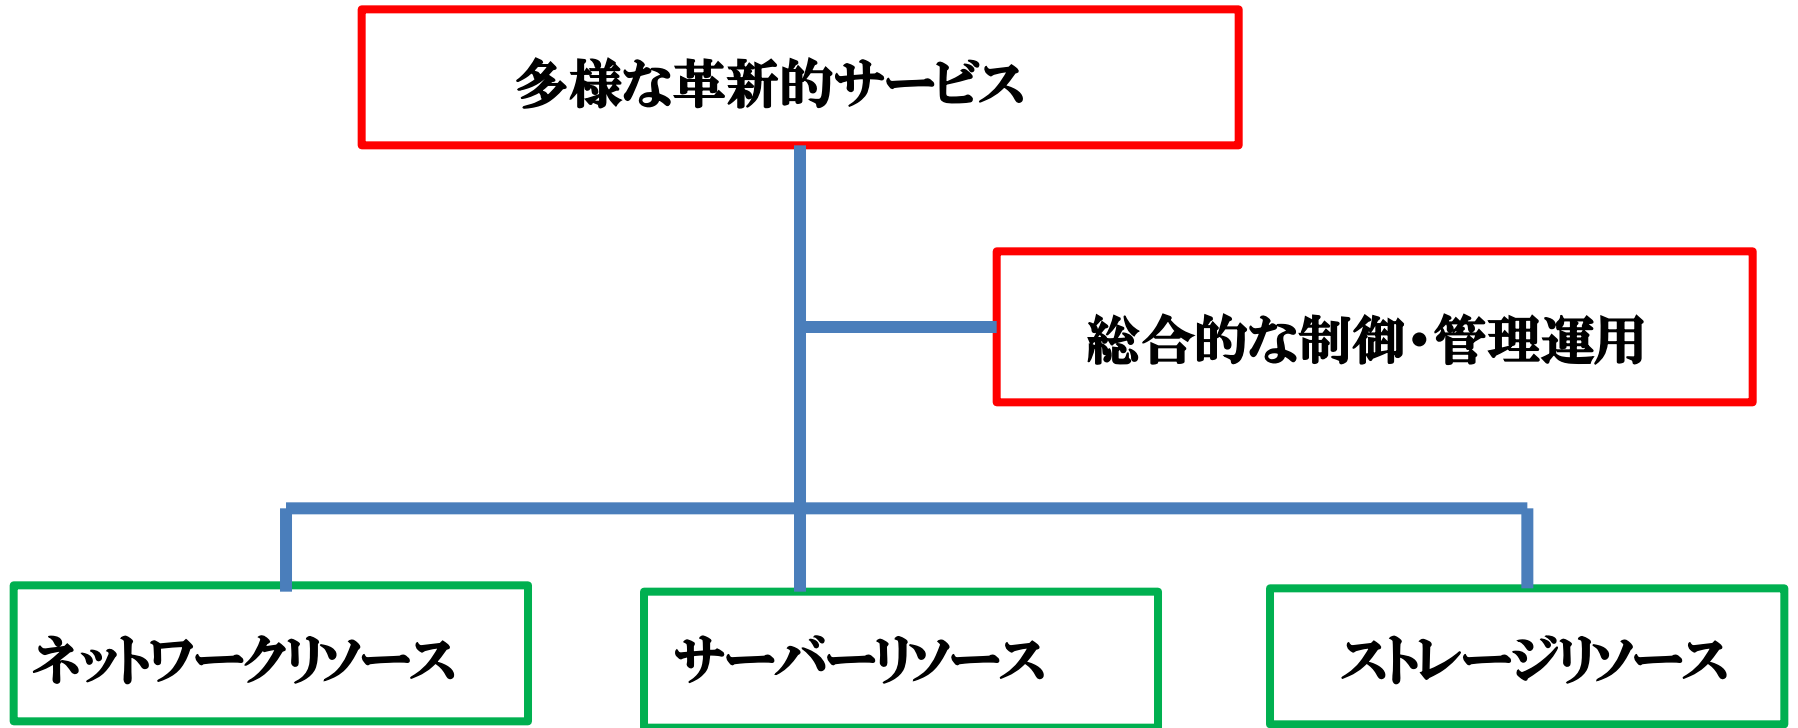 多様な革新的サービス
総合的な制御・管理運用
ネットワークリソース
サーバーリソース
ストレージリソース